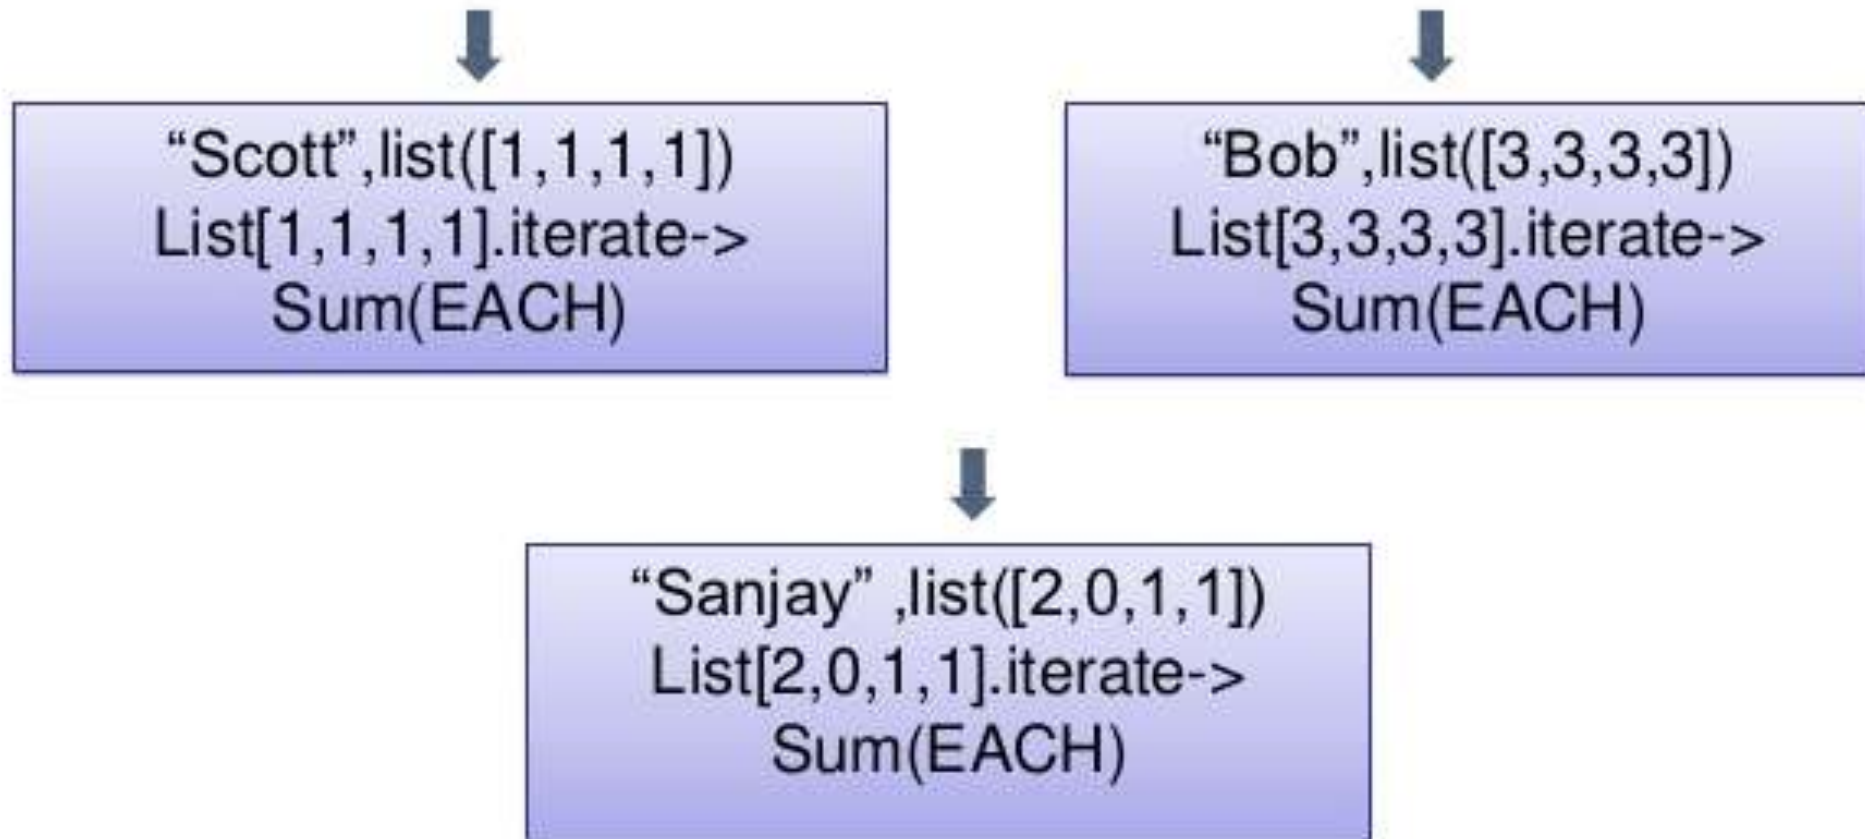 “Scott”,list([1,1,1,1])
List[1,1,1,1].iterate->
Sum(EACH)
“Bob”,list([3,3,3,3])
List[3,3,3,3].iterate->
Sum(EACH)
“Sanjay” ,list([2,0,1,1])
List[2,0,1,1].iterate->
Sum(EACH)